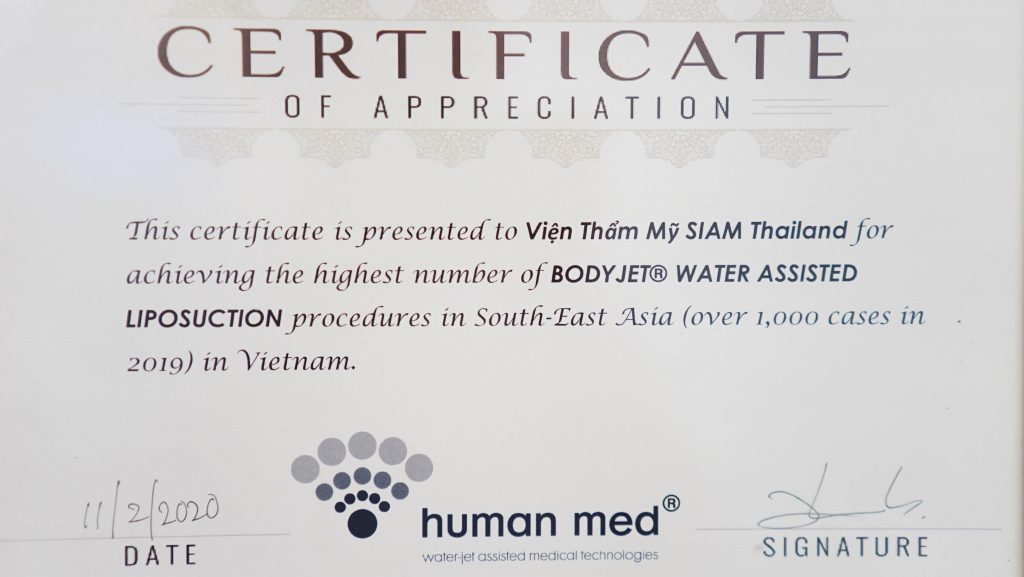 CERTIFICATE
OF APPRECIATION
This certificate is presented to Viện Thẩm Mỹ SIAM Thailand for
achieving the highest number of BODYJET® WATER ASSISTED
LIPOSUCTION procedures in South-East Asia (over 1,000 cases in
2019) in Vietnam.
11/2/2020
DATE
human med®
water-jet assisted medical technologies
SIGNATURE